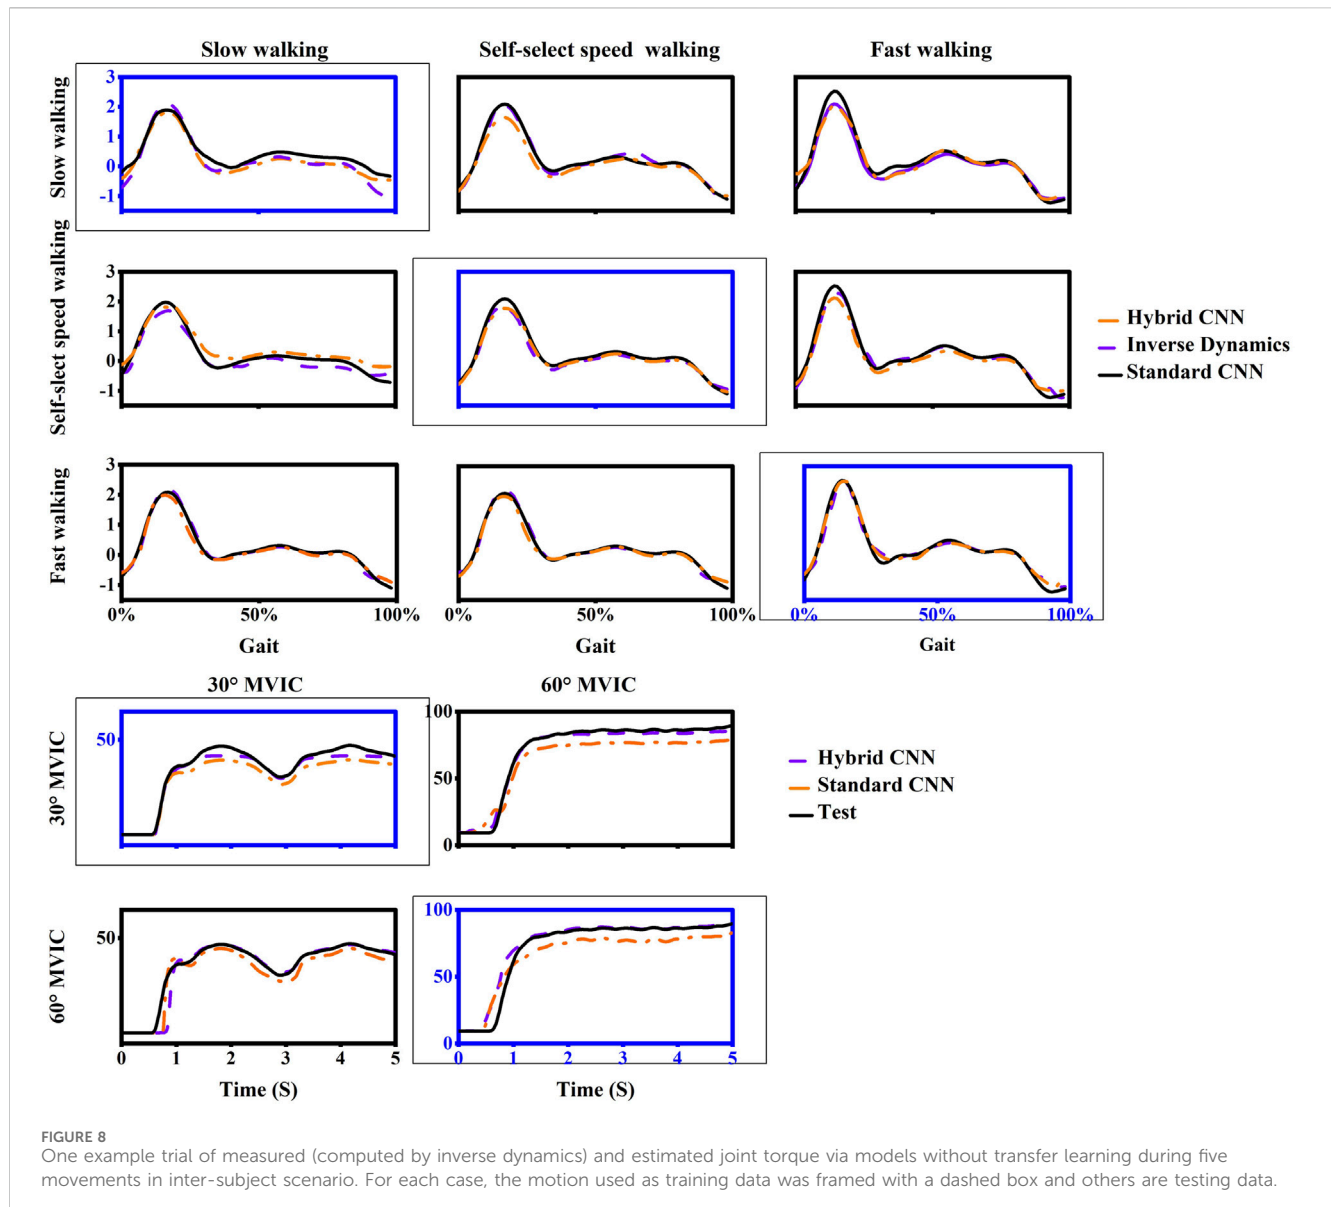 Slow walking
Self-select speed walking
Fast walking
Slow walking
3
2
1
0
-1
Self-slect speed walking
3
2
1
0
-1
Hybrid CNN
Inverse Dynamics
Standard CNN
Fast walking
3
2
1
0
-1
0% 50% 100%
50% 100%
0% 50% 100%
Gait
Gait
Gait
30° MVIC
60° MVIC
30° MVIC
50
100
50
0
Hybrid CNN
Standard CNN
Test
60° MVIC
50
100
50
0
0 1 2 3 4 5
0 1 2 3 4 5
Time (S)
Time (S)
FIGURE 8
One example trial of measured (computed by inverse dynamics) and estimated joint torque via models without transfer learning during five
movements in inter-subject scenario. For each case, the motion used as training data was framed with a dashed box and others are testing data.